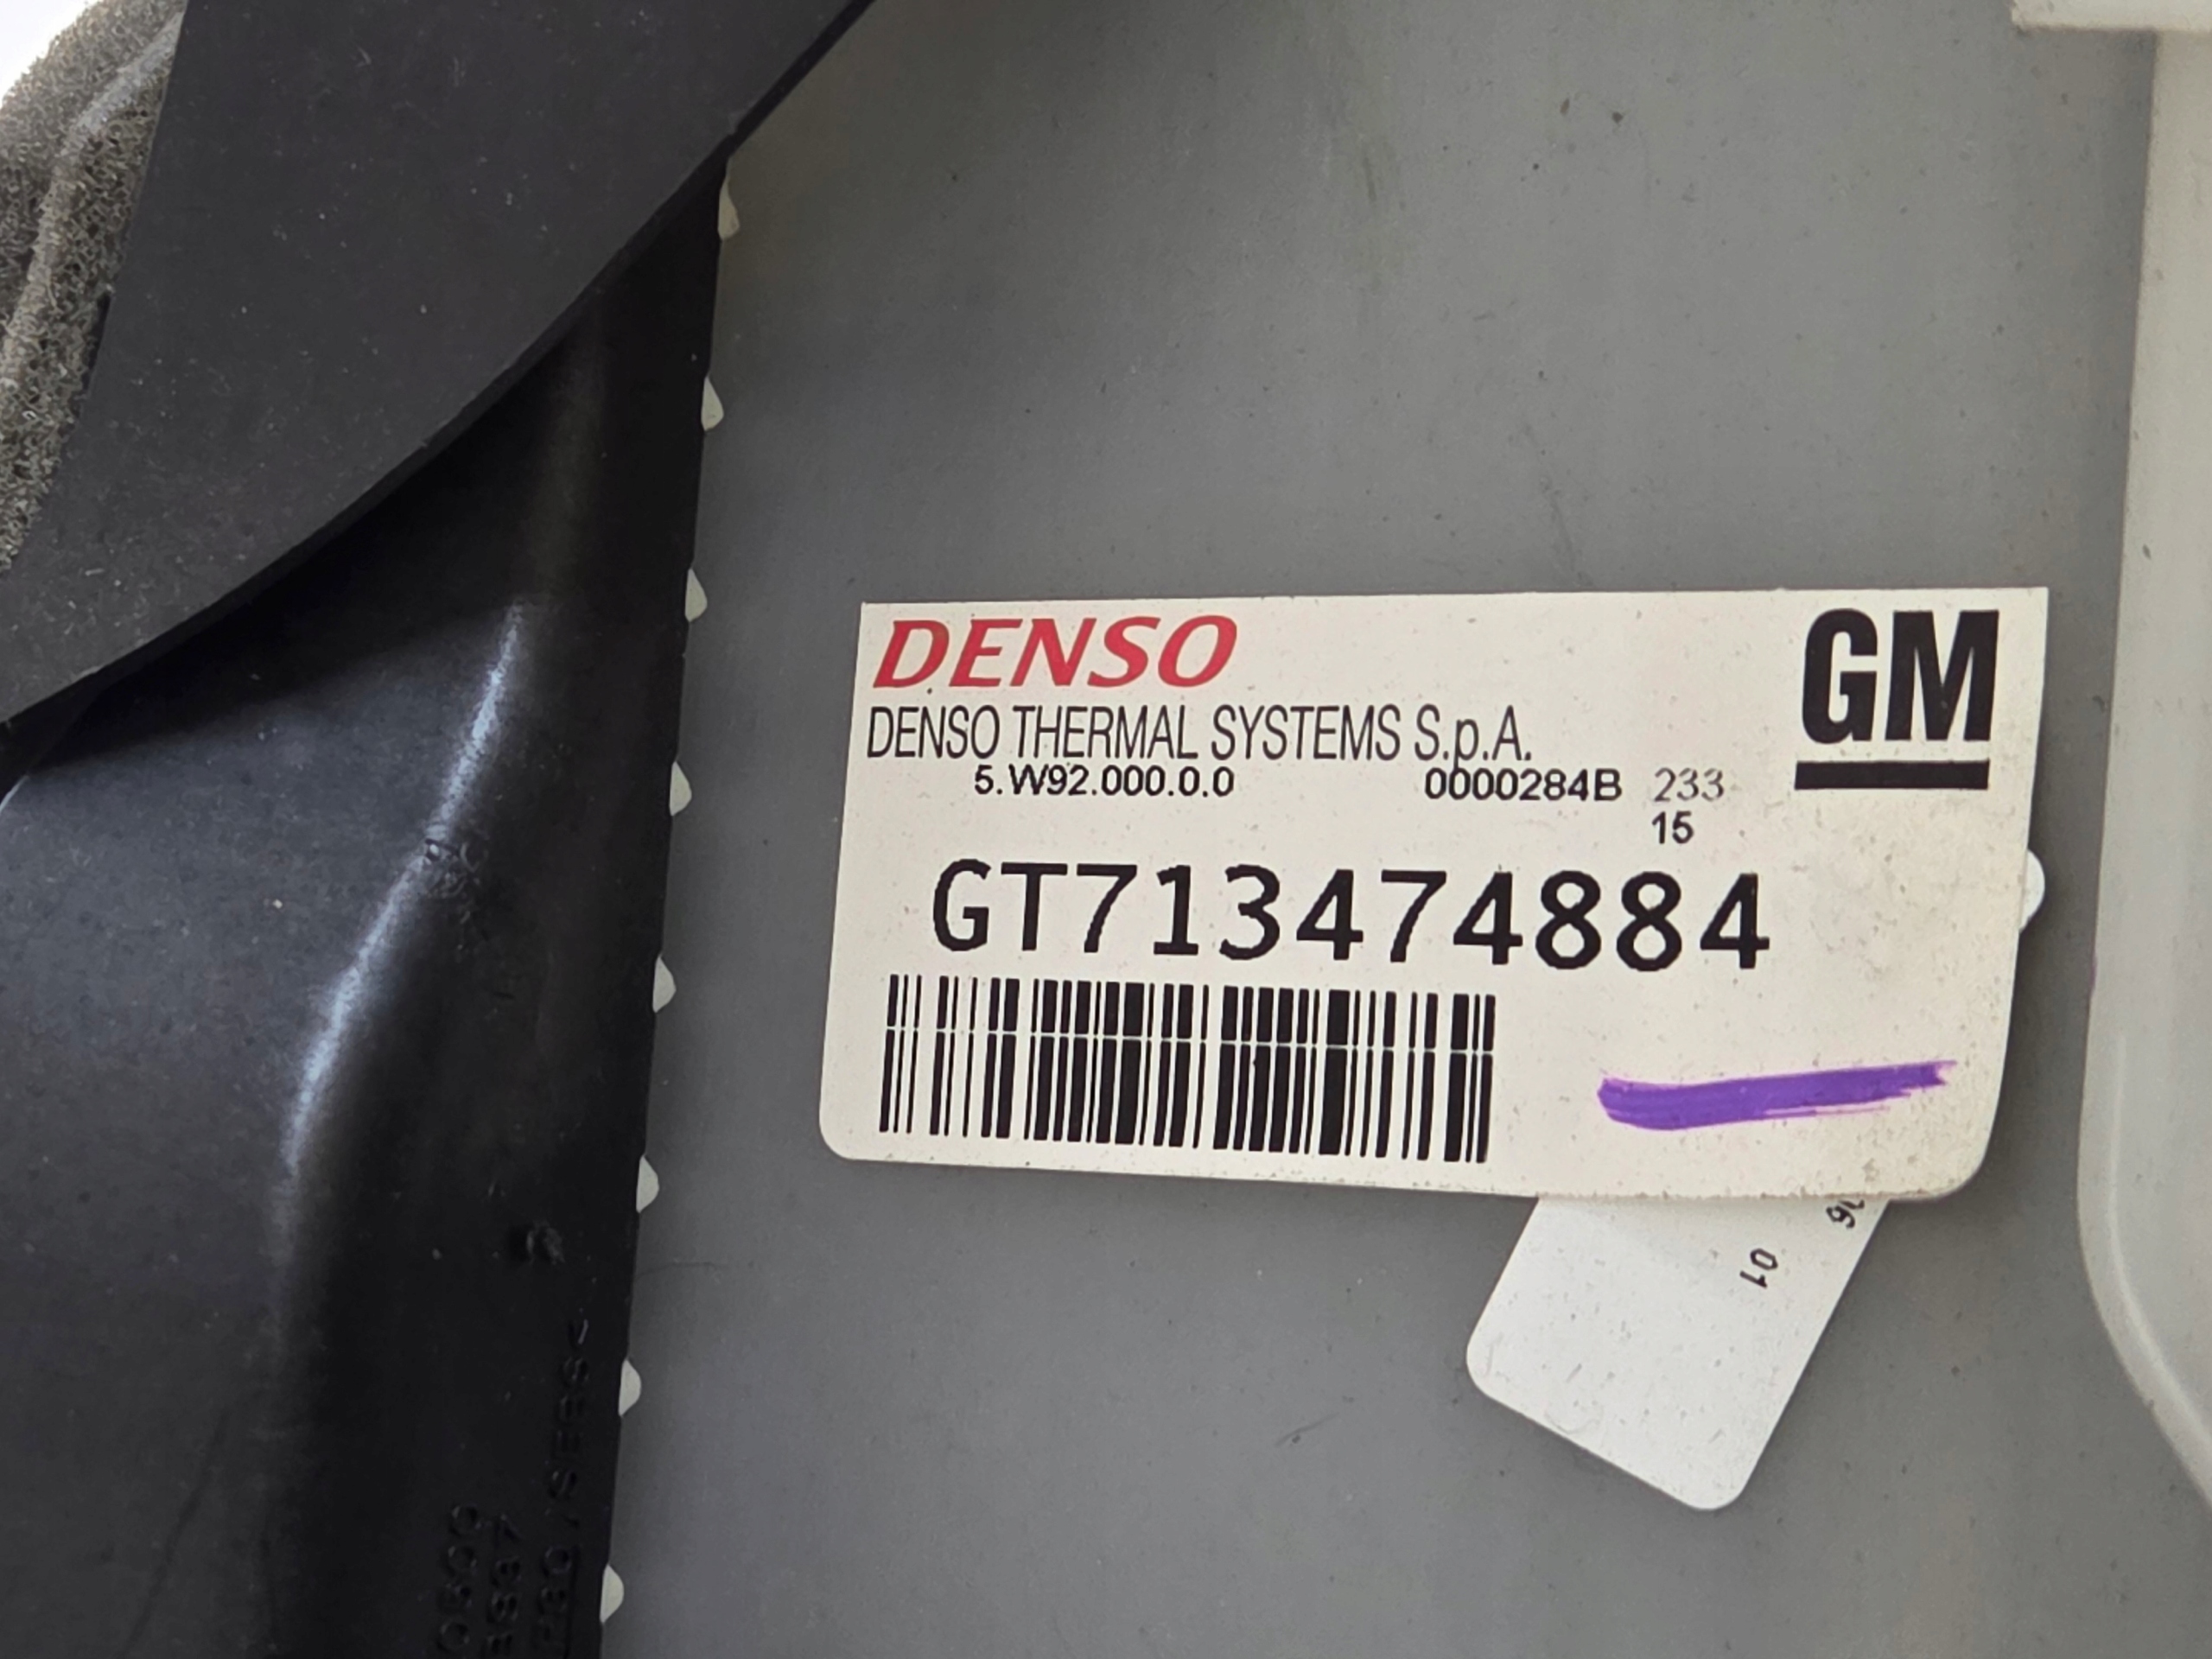 DENSO
GM
DENSO THERMAL SYSTEMS S.p.A.
5.W92.000.0.0 0000284B 233
15
GT713474884
01